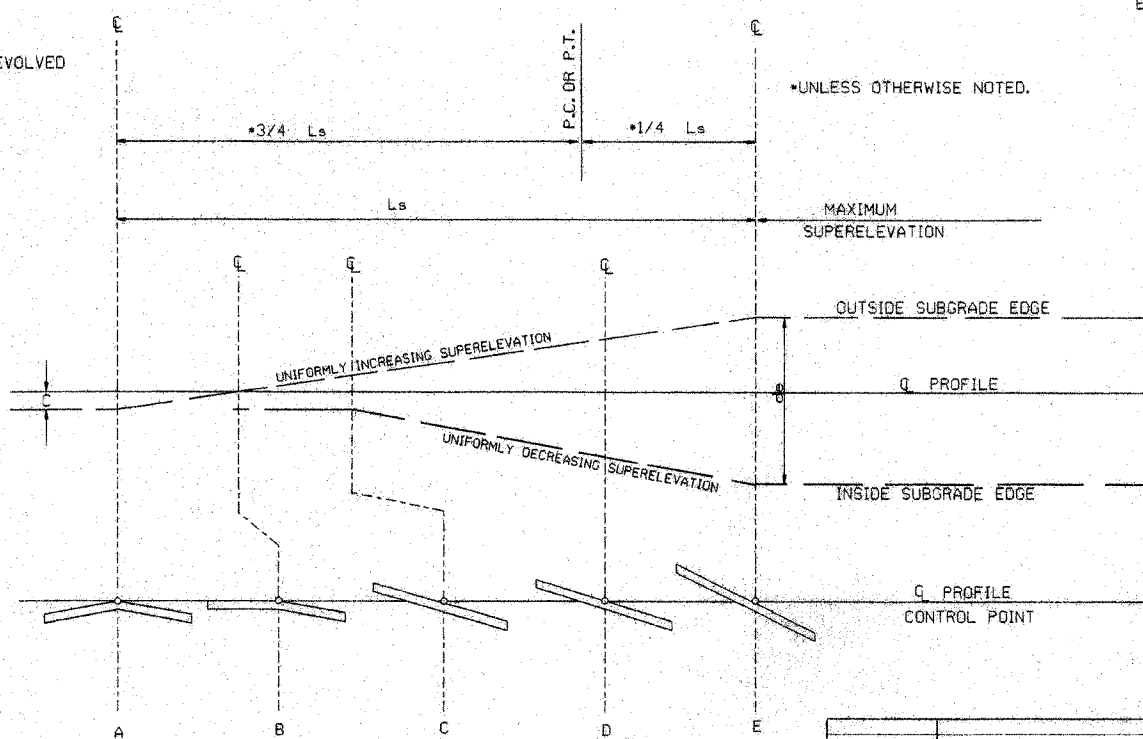 E
EVOLVED
℄
℄
P.C. OR P.T.
*UNLESS OTHERWISE NOTED.
*3/4 Ls
*1/4 Ls
Ls
MAXIMUM
SUPERELEVATION
℄
℄
℄
OUTSIDE SUBGRADE EDGE
UNIFORMLY INCREASING SUPERELEVATION
C
℄ PROFILE
UNIFORMLY DECREASING SUPERELEVATION
INSIDE SUBGRADE EDGE
℄ PROFILE
CONTROL POINT
A
B
C
D
E